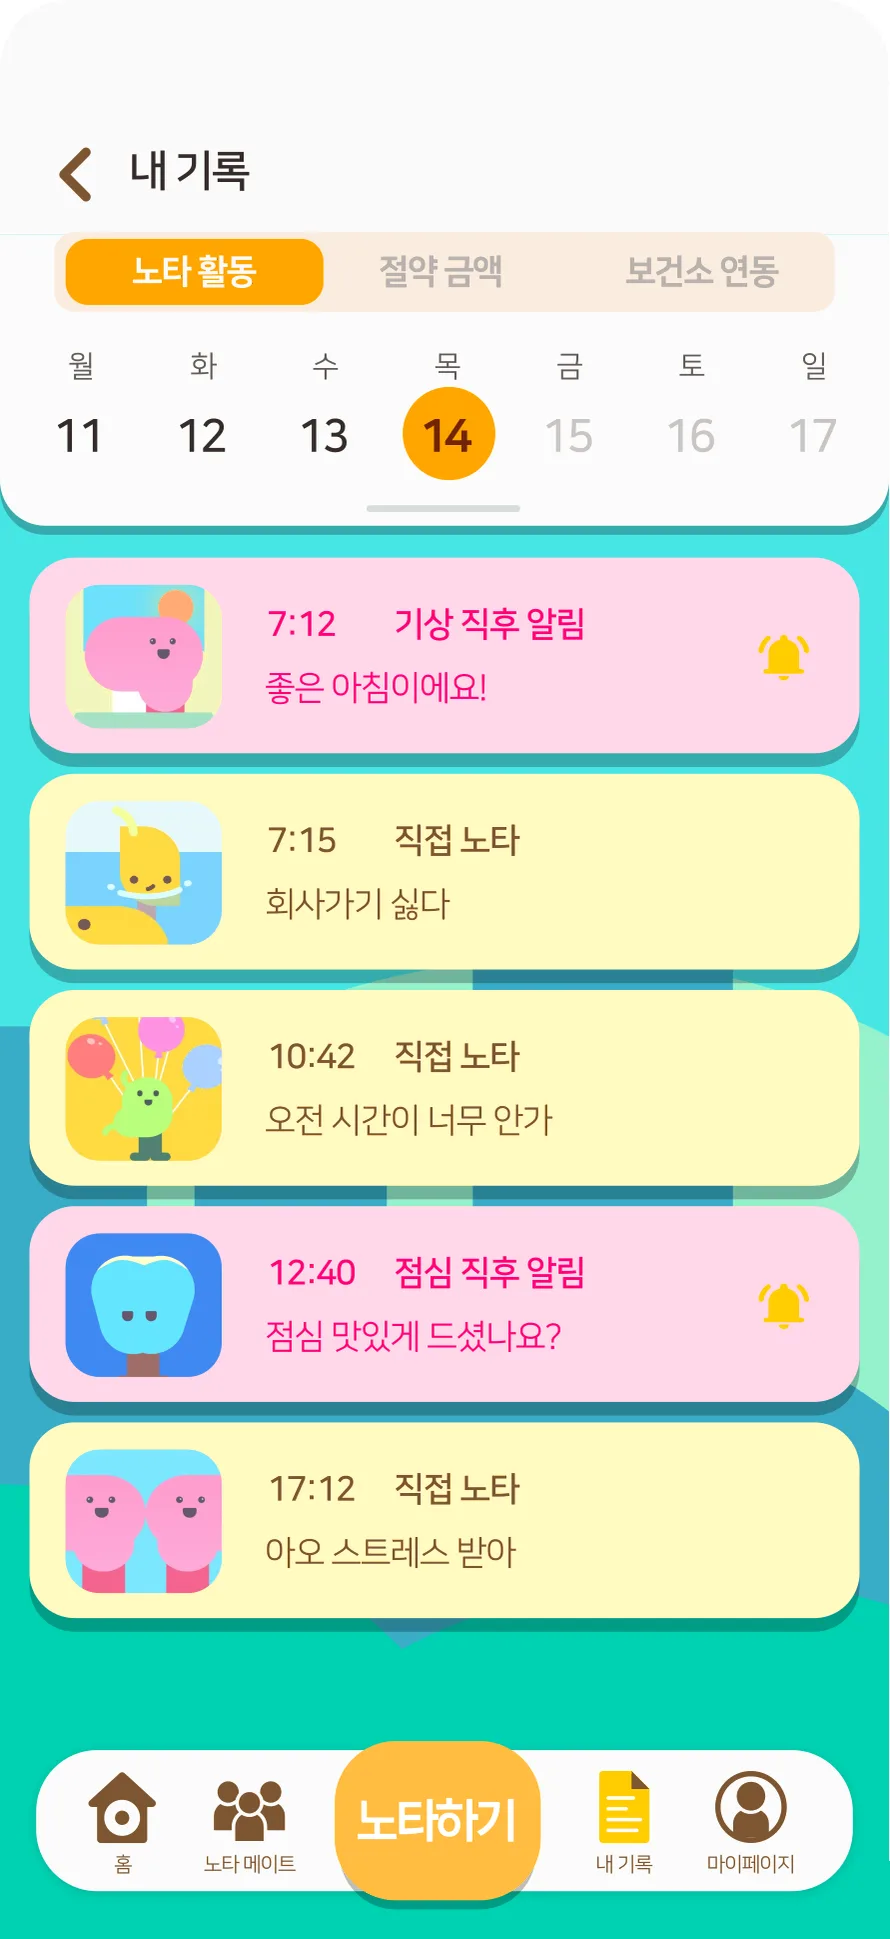 내 기록
노타 활동 절약 금액 보건소 연동
월 화 수 목 금 토 일
11 12 13 14 15 16 17
7:12 기상 직후 알림
좋은 아침이에요!
7:15 직접 노타
회사가기 싫다
10:42 직접 노타
오전 시간이 너무 안가
12:40 점심 직후 알림
점심 맛있게 드셨나요?
17:12 직접 노타
아오 스트레스 받아
노타하기
홈 노타 메이트 내 기록 마이페이지